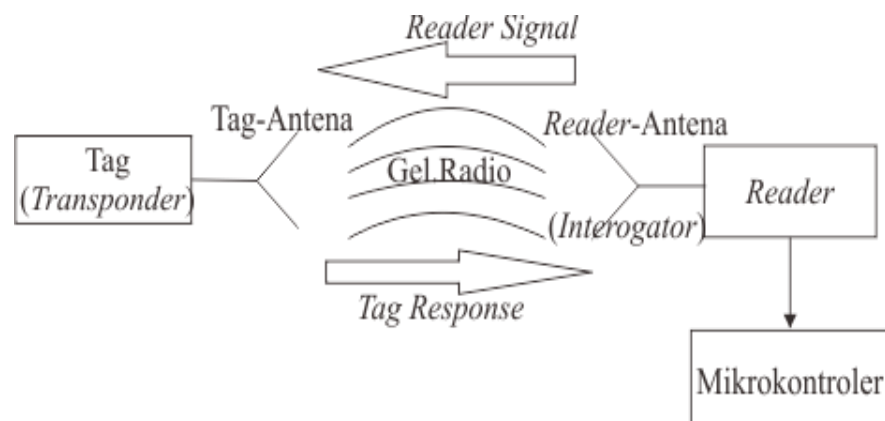 Reader Signal
Tag-Antena
Reader-Antena
Tag
(Transponder)
Gel.Radio
Reader
(Interogator)
Tag Response
Mikrokontroler